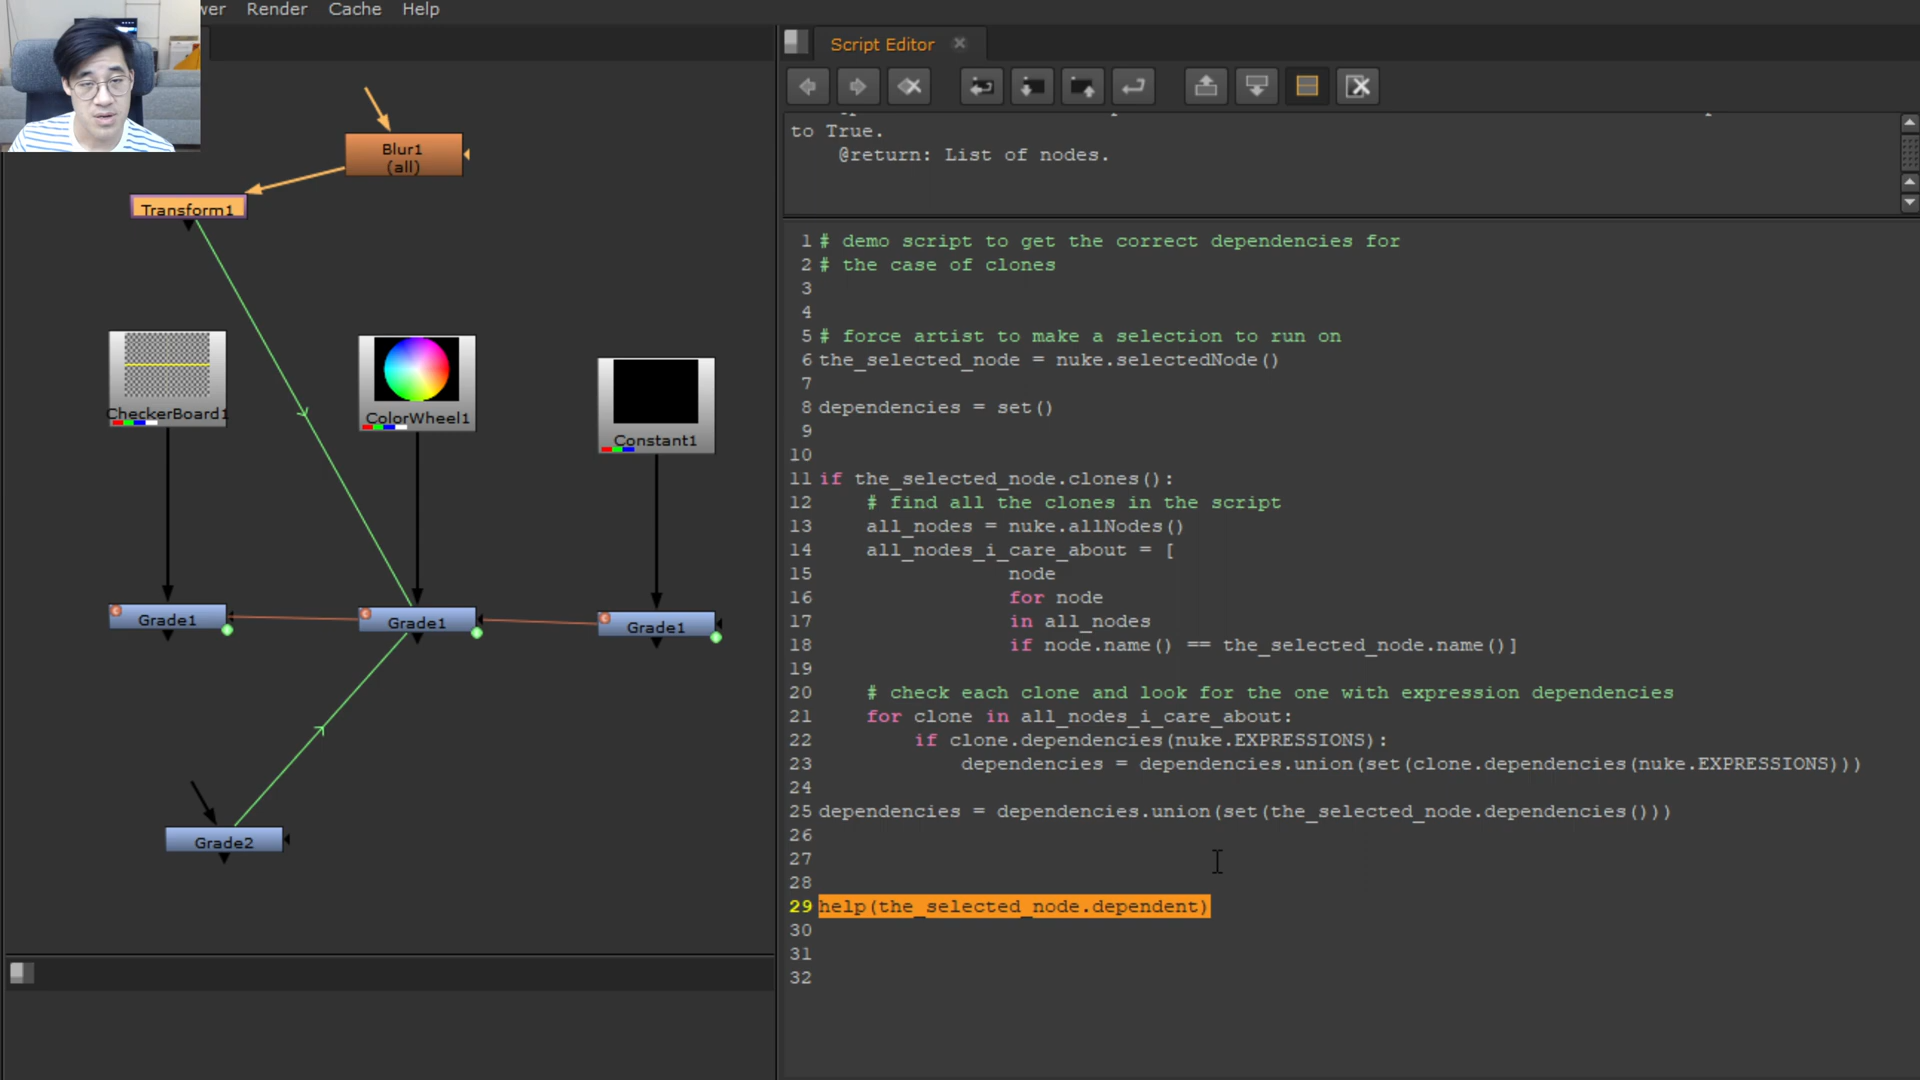 Render Cache Help
Script Editor
to True.
@return: List of nodes.
Blur1
(all)
Transform1
CheckerBoard1
ColorWheel1
Constant1
Grade1
Grade1
Grade1
Grade2
1 # demo script to get the correct dependencies for
2 # the case of clones
3
4
5 # force artist to make a selection to run on
6 the_selected_node = nuke.selectedNode()
7
8 dependencies = set()
9
10
11 if the_selected_node.clones():
12 # find all the clones in the script
13 all_nodes = nuke.allNodes()
14 all_nodes_i_care_about = [
15 node
16 for node
17 in all_nodes
18 if node.name() == the_selected_node.name()]
19
20 # check each clone and look for the one with expression dependencies
21 for clone in all_nodes_i_care_about:
22 if clone.dependencies(nuke.EXPRESSIONS):
23 dependencies = dependencies.union(set(clone.dependencies(nuke.EXPRESSIONS)))
24
25 dependencies = dependencies.union(set(the_selected_node.dependencies()))
26
27
28
29 help(the_selected_node.dependent)
30
31
32